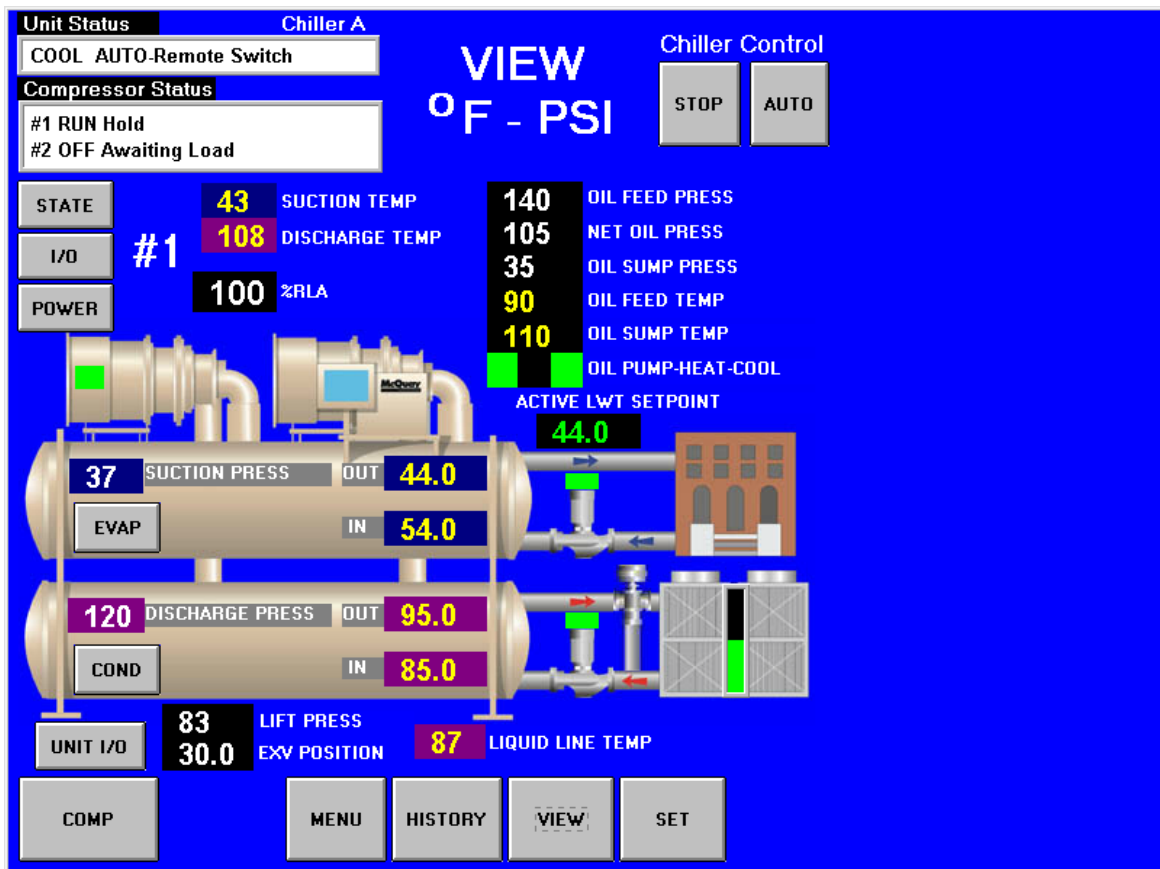 Unit Status Chiller A
COOL AUTO-Remote Switch
Compressor Status
#1 RUN Hold
#2 OFF Awaiting Load
VIEW
ºF - PSI
Chiller Control
STOP AUTO
STATE
I/O
POWER
#1
43 SUCTION TEMP
108 DISCHARGE TEMP
100 %RLA
140 OIL FEED PRESS
105 NET OIL PRESS
35 OIL SUMP PRESS
90 OIL FEED TEMP
110 OIL SUMP TEMP
OIL PUMP-HEAT-COOL
ACTIVE LWT SETPOINT
44.0
McQuay
37 SUCTION PRESS OUT 44.0
EVAP IN 54.0
120 DISCHARGE PRESS OUT 95.0
COND IN 85.0
UNIT I/O
83 LIFT PRESS
30.0 EXV POSITION
87 LIQUID LINE TEMP
COMP MENU HISTORY VIEW SET